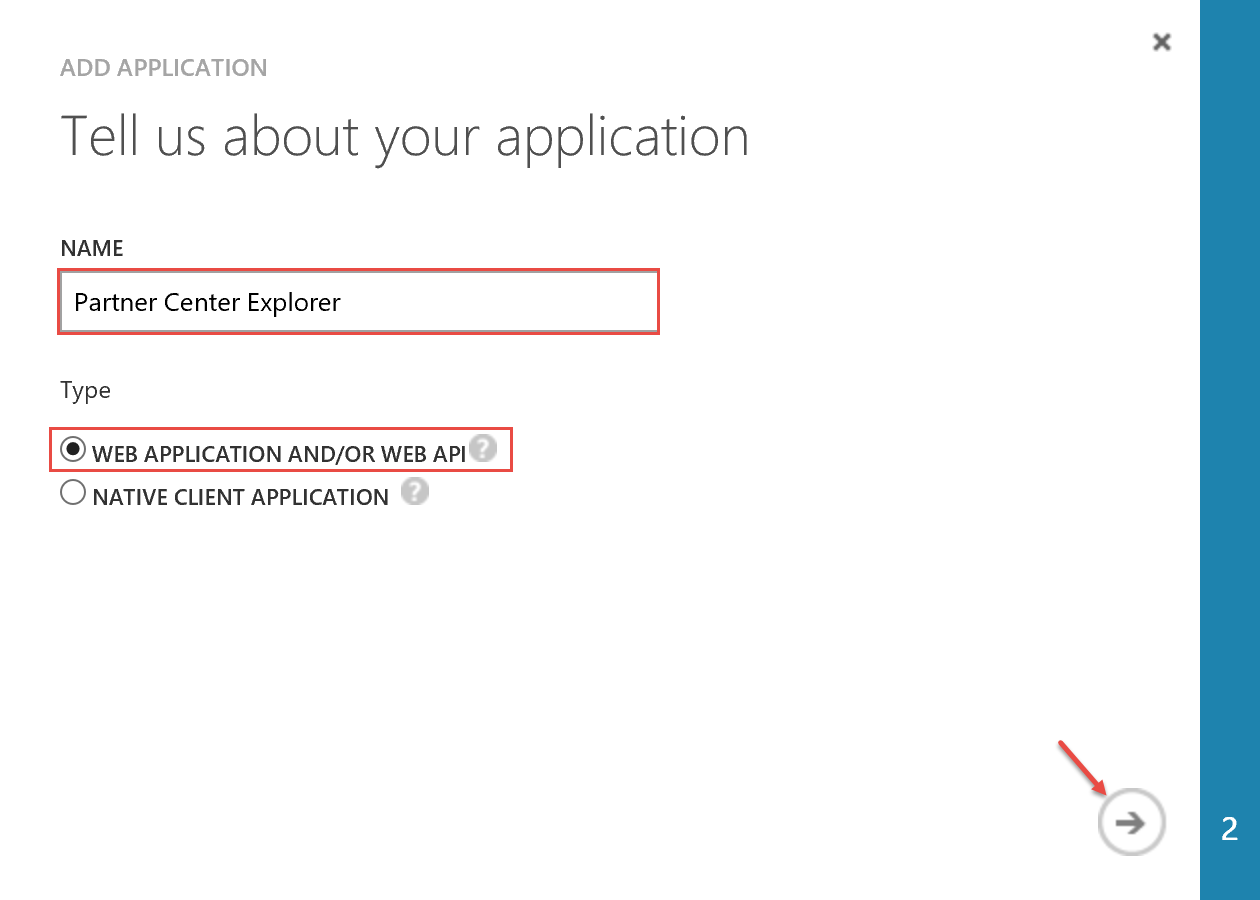 ADD APPLICATION
Tell us about your application
NAME
Partner Center Explorer
Type
WEB APPLICATION AND/OR WEB API ?
NATIVE CLIENT APPLICATION ?
2